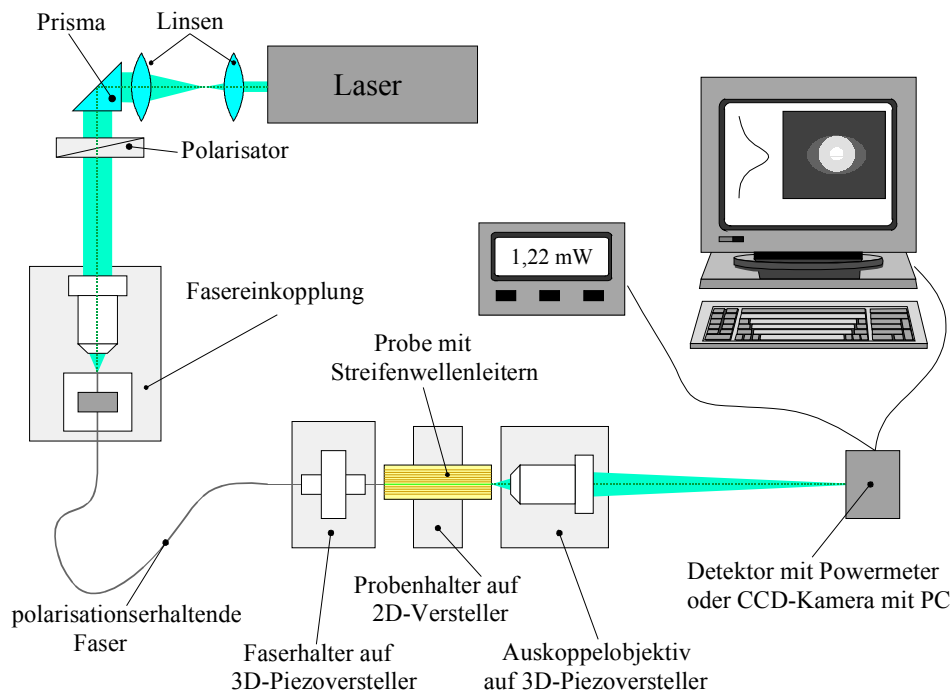 Prisma
Linsen
Laser
Polarisator
1,22 mW
Fasereinkopplung
Probe mit
Streifenwellenleitern
polarisationserhaltende
Faser
Probenhalter auf
2D-Versteller
Faserhalter auf
3D-Piezoversteller
Auskoppelobjektiv
auf 3D-Piezoversteller
Detektor mit Powermeter
oder CCD-Kamera mit PC